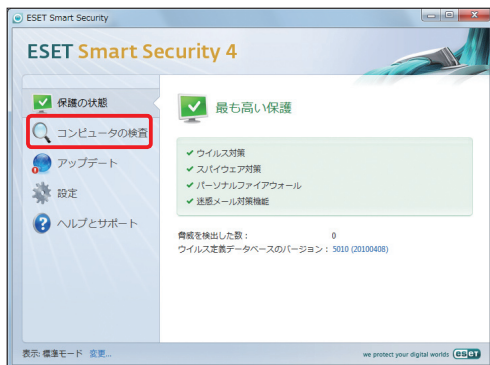 ESET Smart Security
ESET Smart Security 4
保護の状態
コンピュータの検査
アップデート
設定
ヘルプとサポート
最も高い保護
ウイルス対策
スパイウェア対策
パーソナルファイアウォール
迷惑メール対策機能
脅威を検出した数： 0
ウイルス定義データベースのバージョン： 5010 (20100408)
表示: 標準モード 変更...
we protect your digital worlds eset